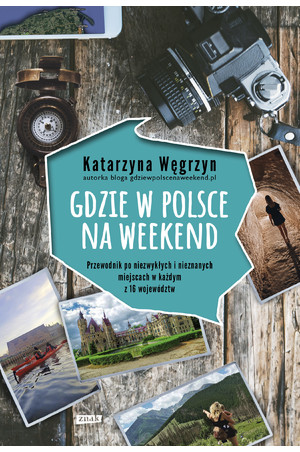 Katarzyna Węgrzyn
autorka bloga gdziewpolscenaweekend.pl
GDZIE W POLSCE
NA WEEKEND
Przewodnik po niezwykłych i nieznanych
miejscach w każdym
z 16 województw
znak